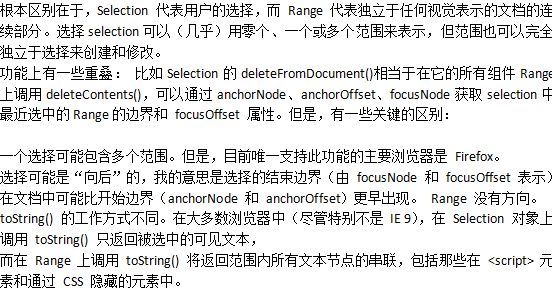 根本区别在于，Selection 代表用户的选择，而 Range 代表独立于任何视觉表示的文档的连
续部分。选择 selection 可以（几乎）用零个、一个或多个范围来表示，但范围也可以完全
独立于选择来创建和修改。
功能上有一些重叠： 比如 Selection 的 deleteFromDocument()相当于在它的所有组件 Range
上调用 deleteContents()，可以通过 anchorNode、anchorOffset、focusNode 获取 selection 中
最近选中的 Range 的边界和 focusOffset 属性。但是，有一些关键的区别：
一个选择可能包含多个范围。但是，目前唯一支持此功能的主要浏览器是 Firefox。
选择可能是“向后”的，我的意思是选择的结束边界（由 focusNode 和 focusOffset 表示）
在文档中可能比开始边界（anchorNode 和 anchorOffset）更早出现。 Range 没有方向。
toString() 的工作方式不同。在大多数浏览器中（尽管特别不是 IE 9），在 Selection 对象上
调用 toString() 只返回被选中的可见文本，
而在 Range 上调用 toString() 将返回范围内所有文本节点的串联，包括那些在 <script> 元
素和通过 CSS 隐藏的元素中。